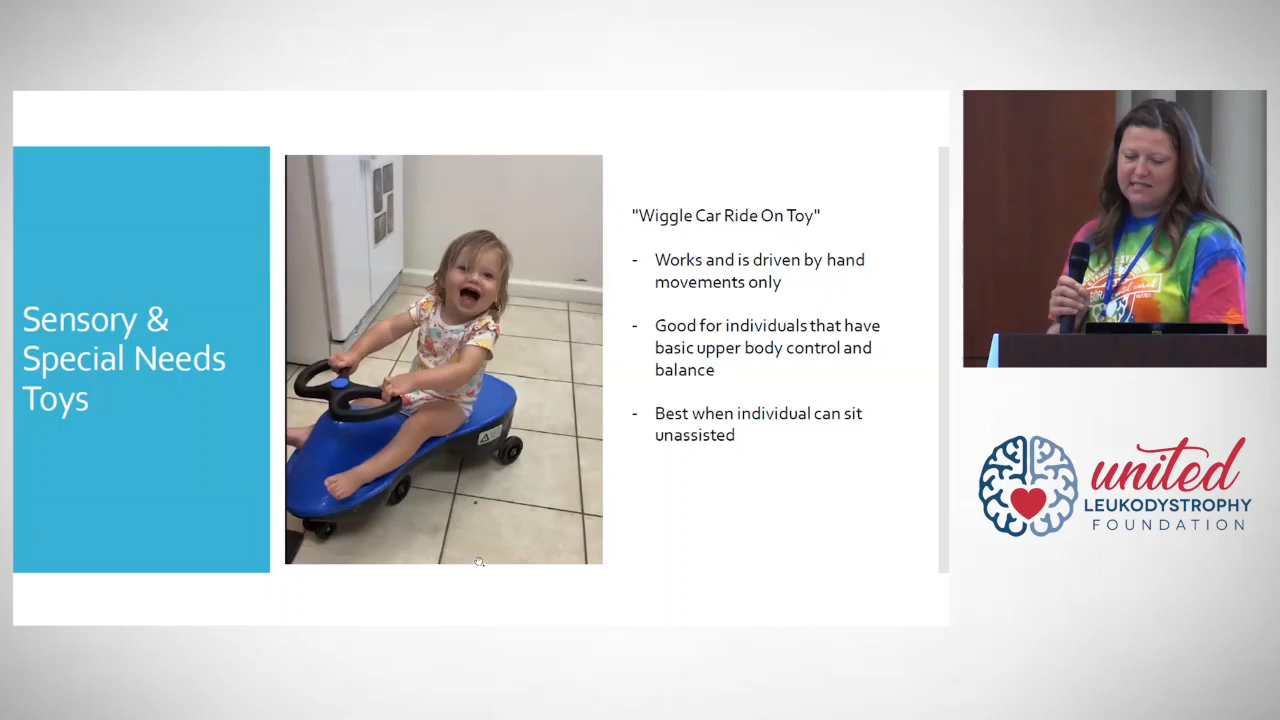 Sensory &
Special Needs
Toys
"Wiggle Car Ride On Toy"
- Works and is driven by hand
movements only
- Good for individuals that have
basic upper body control and
balance
- Best when individual can sit
unassisted
united
LEUKODYSTROPHY
FOUNDATION